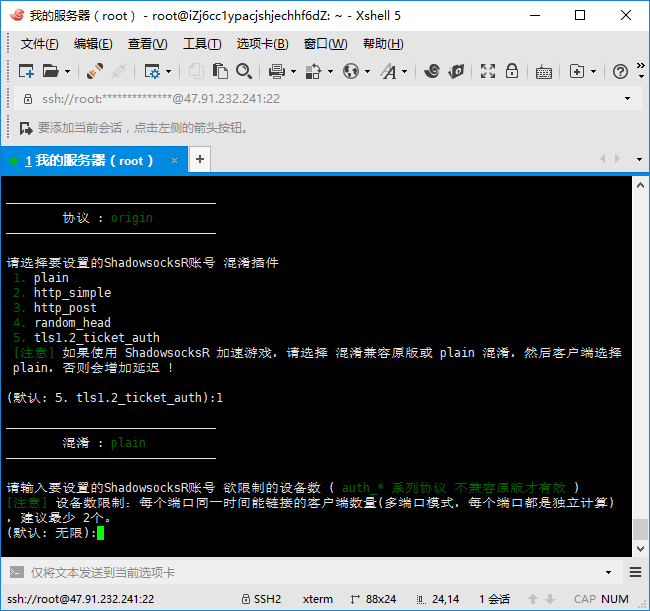 我的服务器（root） - root@iZj6cc1ypacjshjechhf6dZ: ~ - Xshell 5
文件(F) 编辑(E) 查看(V) 工具(T) 选项卡(B) 窗口(W) 帮助(H)
ssh://root:**************@47.91.232.241:22
要添加当前会话，点击左侧的箭头按钮。
1 我的服务器（root） × +
协议 : origin
请选择要设置的ShadowsocksR账号 混淆插件
1. plain
2. http_simple
3. http_post
4. random_head
5. tls1.2_ticket_auth
[注意] 如果使用 ShadowsocksR 加速游戏，请选择 混淆兼容原版或 plain 混淆，然后客户端选择
plain，否则会增加延迟 !
(默认: 5. tls1.2_ticket_auth):1
混淆 : plain
请输入要设置的ShadowsocksR账号 欲限制的设备数 ( auth_* 系列协议 不兼容原版才有效 )
[注意] 设备数限制: 每个端口同一时间能链接的客户端数量(多端口模式，每个端口都是独立计算)
，建议最少 2个。
(默认: 无限):
仅将文本发送到当前选项卡
ssh://root@47.91.232.241:22 SSH2 xterm 88x24 24,14 1 会话 CAP NUM